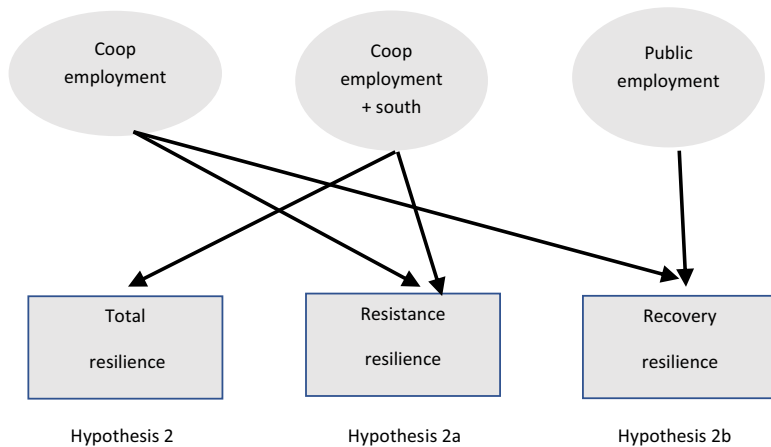 Coop
employment
Coop
employment
+ south
Public
employment
Total
resilience
Resistance
resilience
Recovery
resilience
Hypothesis 2
Hypothesis 2a
Hypothesis 2b